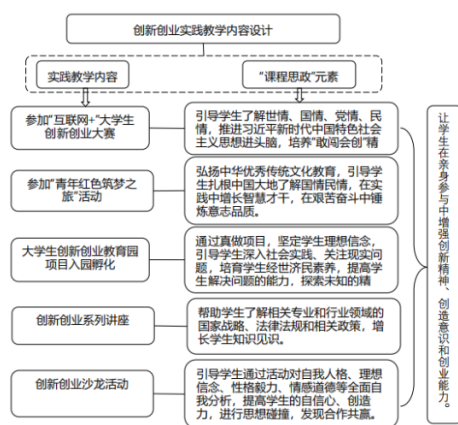 创新创业实践教学内容设计
实践教学内容
“课程思政”元素
参加“互联网+”大学生
创新创业大赛
引导学生了解世情、国情、党情、民
情，推进习近平新时代中国特色社会
主义思想进头脑，培养“敢闯会创”精
参加“青年红色筑梦之
旅”活动
弘扬中华优秀传统文化教育，引导学
生扎根中国大地了解国情民情，在实
践中增长智慧才干，在艰苦奋斗中锤
炼意志品质。
大学生创新创业教育园
项目入园孵化
通过真做项目，坚定学生理想信念，
引导学生深入社会实践、关注现实问
题，培育学生经世济民素养，提高学
生解决问题的能力，探索未知的精
创新创业系列讲座
帮助学生了解相关专业和行业领域的
国家战略、法律法规和相关政策，增
长学生知识见识。
创新创业沙龙活动
引导学生通过活动对自我人格、理想
信念、性格毅力、情感道德等全面自
我分析，提高学生的自信心、创造
力，进行思想碰撞，发现合作共赢。
让学生在亲身参与中增强创新精神、创造意识和创业能力。